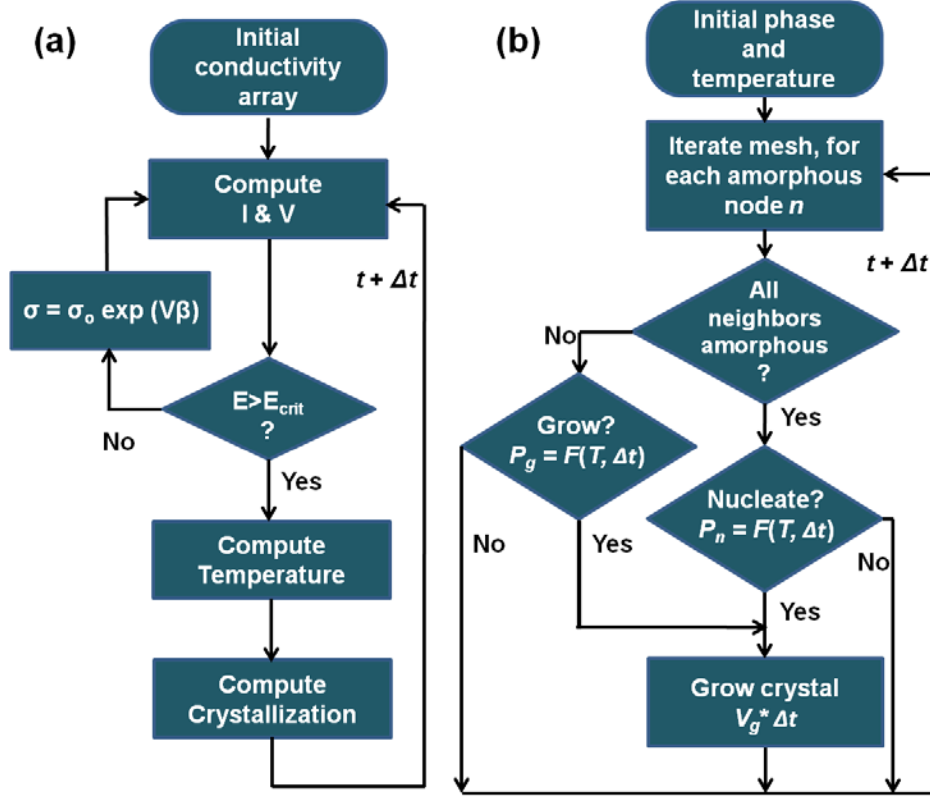 (a)
Initial
conductivity
array
Compute
I & V
t + Δt
σ = σo exp (Vβ)
E>Ecrit
?
No
Yes
Compute
Temperature
Compute
Crystallization
(b)
Initial phase
and
temperature
Iterate mesh, for
each amorphous
node n
t + Δt
All
neighbors
amorphous
?
No
Yes
Grow?
Pg = F(T, Δt)
Nucleate?
Pn = F(T, Δt)
No
Yes
No
Yes
Grow crystal
Vg* Δt